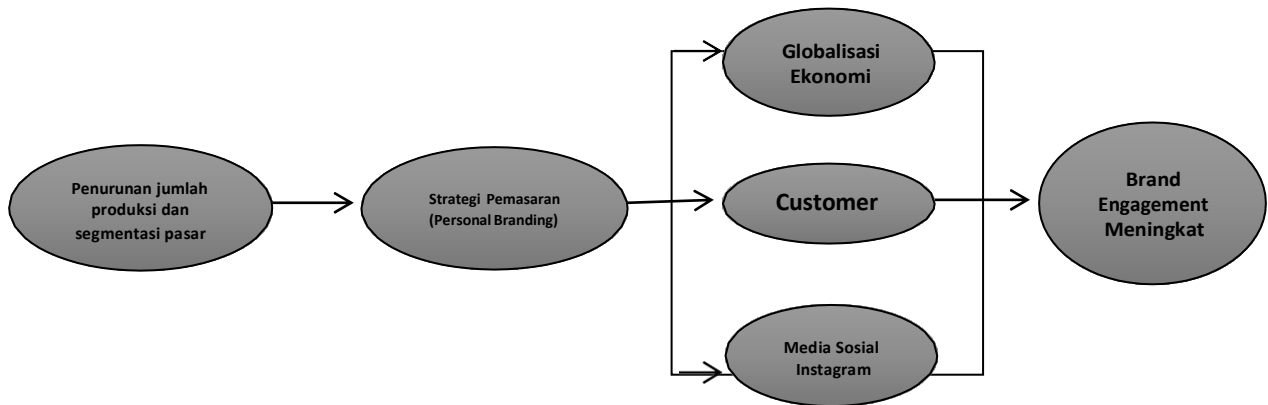 Penurunan jumlah
produksi dan
segmentasi pasar
Strategi Pemasaran
(Personal Branding)
Globalisasi
Ekonomi
Customer
Media Sosial
Instagram
Brand
Engagement
Meningkat